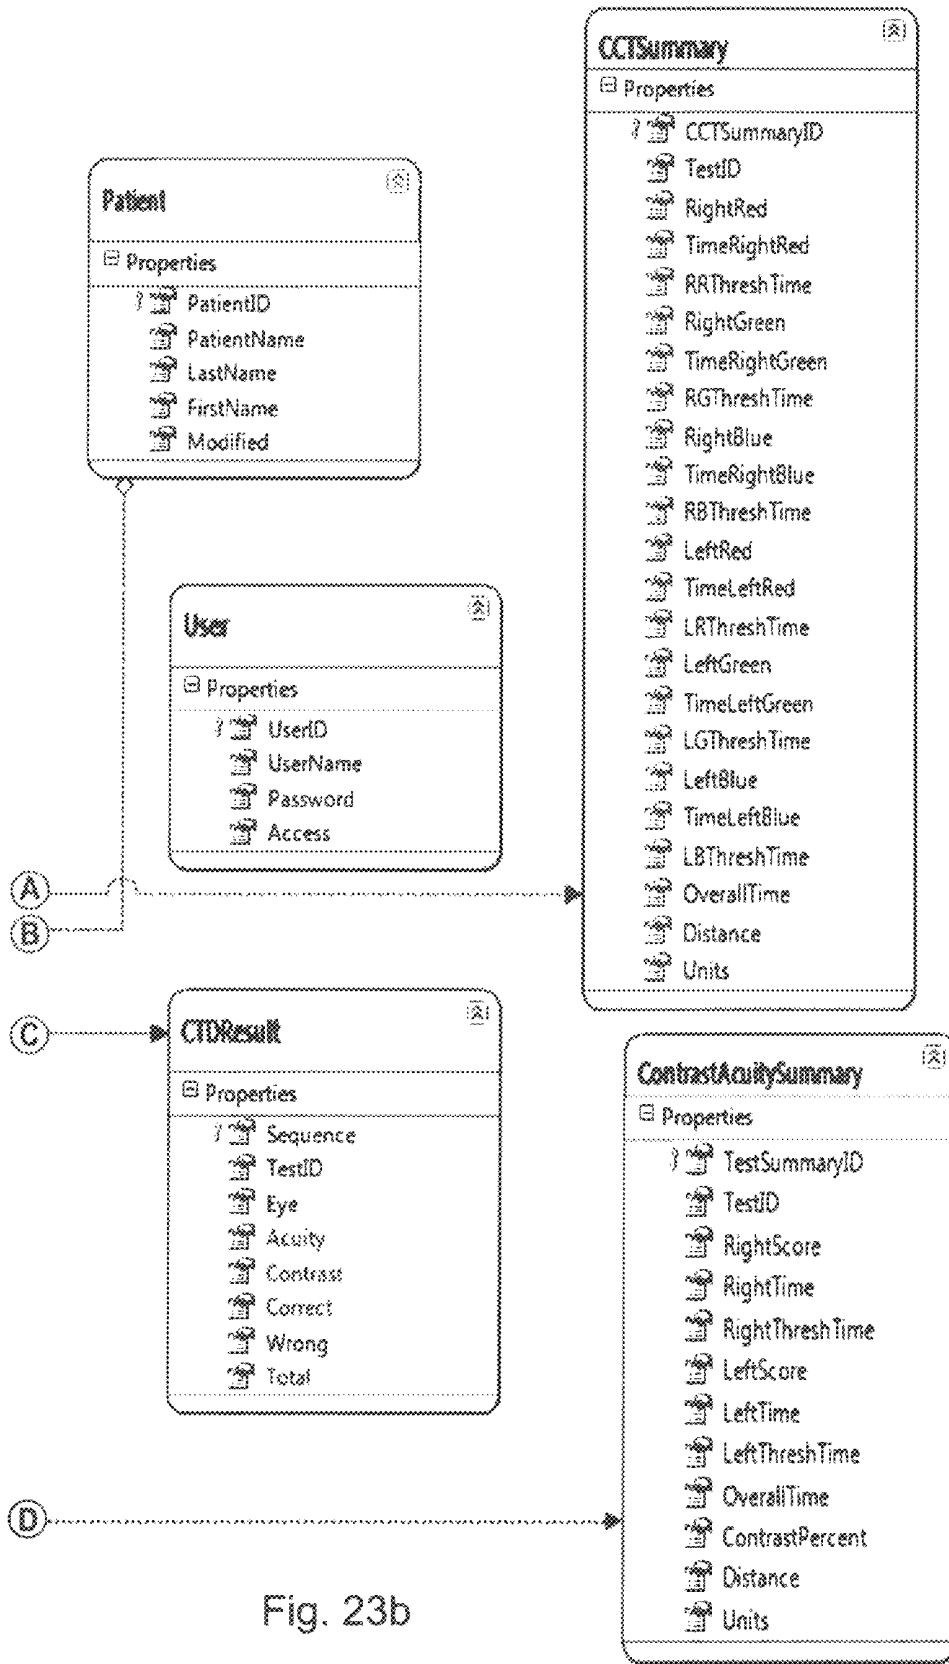 CCTSummary
Properties
CCTSummaryID
TestID
RightRed
TimeRightRed
RRThreshTime
RightGreen
TimeRightGreen
RGThreshTime
RightBlue
TimeRightBlue
RBThreshTime
LeftRed
TimeLeftRed
LRThreshTime
LeftGreen
TimeLeftGreen
LGThreshTime
LeftBlue
TimeLeftBlue
LBThreshTime
OverallTime
Distance
Units
Patient
Properties
PatientID
PatientName
LastName
FirstName
Modified
User
Properties
UserID
UserName
Password
Access
A
B
C
CTDResult
Properties
Sequence
TestID
Eye
Acuity
Contrast
Correct
Wrong
Total
ContrastAcuitySummary
Properties
TestSummaryID
TestID
RightScore
RightTime
RightThreshTime
LeftScore
LeftTime
LeftThreshTime
OverallTime
ContrastPercent
Distance
Units
D
Fig. 23b